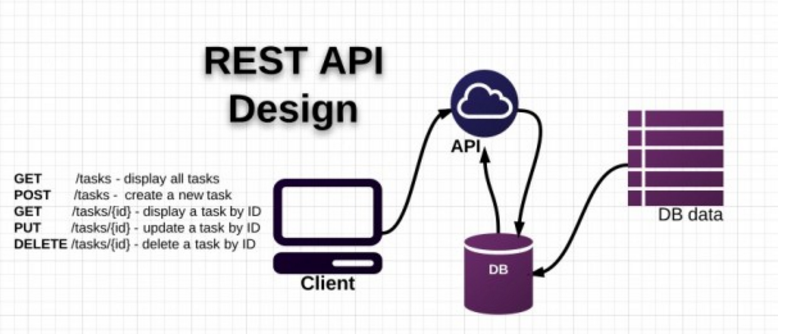 REST API
Design
API
GET /tasks - display all tasks
POST /tasks - create a new task
GET /tasks/{id} - display a task by ID
PUT /tasks/{id} - update a task by ID
DELETE /tasks/{id} - delete a task by ID
Client
DB
DB data